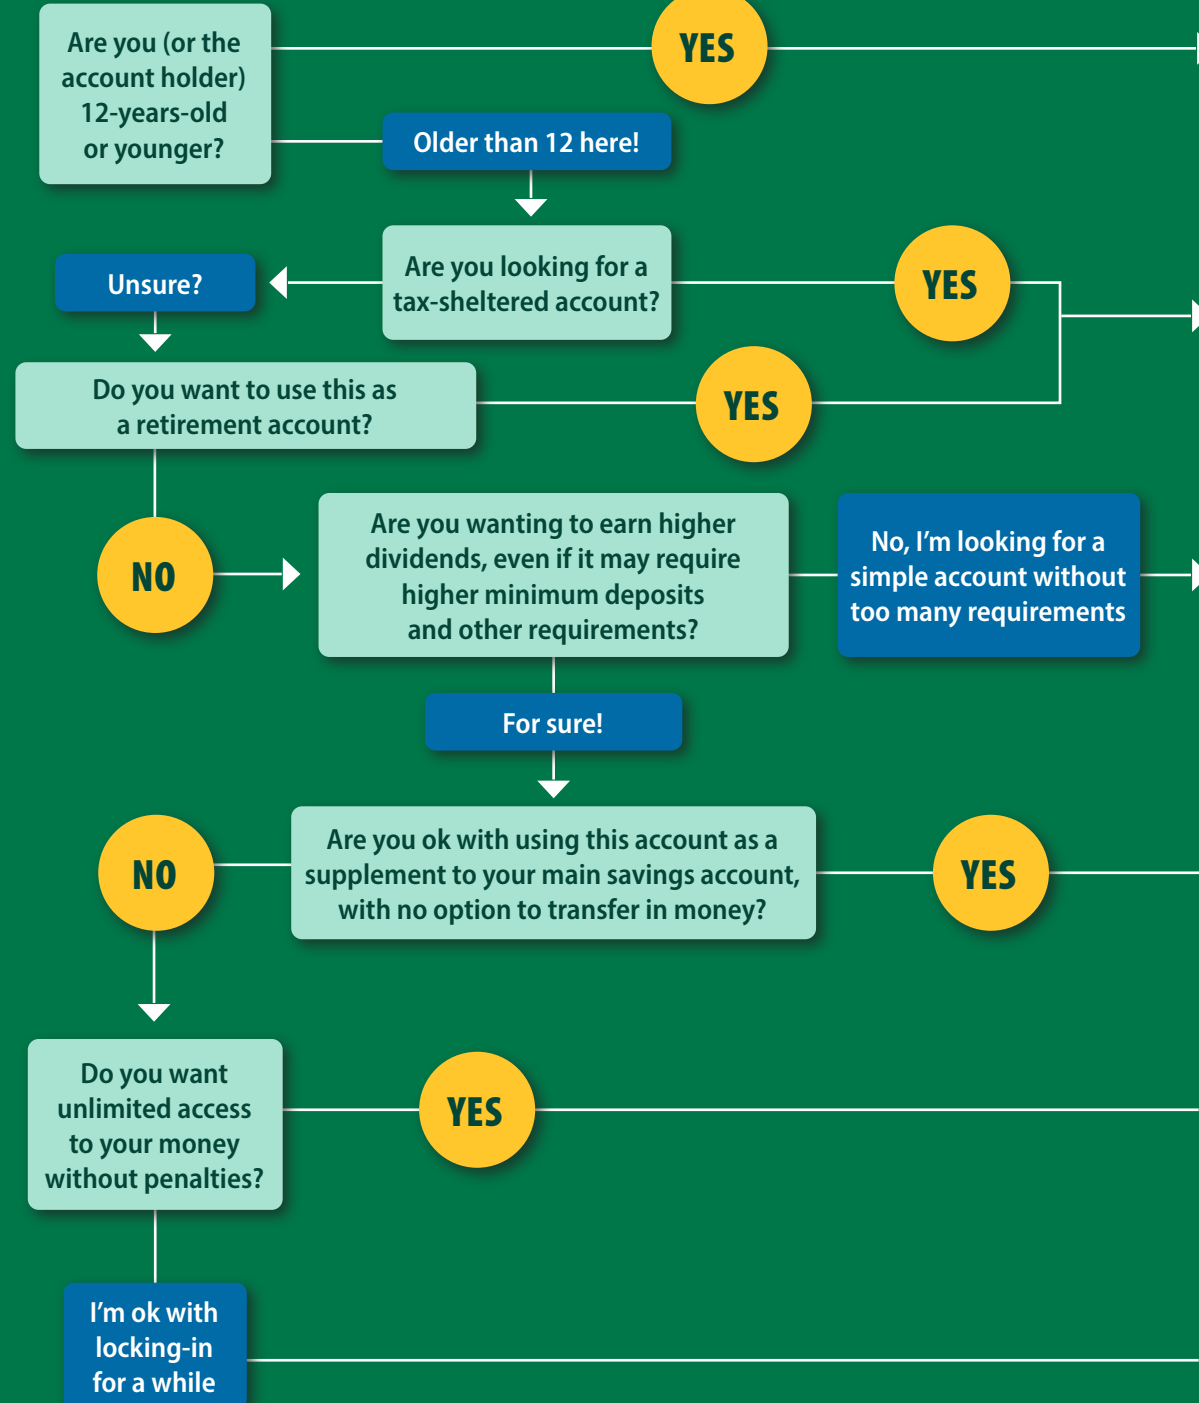 Are you (or the
account holder)
12-years-old
or younger?
YES
Older than 12 here!
Are you looking for a
tax-sheltered account?
YES
Unsure?
Do you want to use this as
a retirement account?
YES
NO
Are you wanting to earn higher
dividends, even if it may require
higher minimum deposits
and other requirements?
No, I’m looking for a
simple account without
too many requirements
For sure!
Are you ok with using this account as a
supplement to your main savings account,
with no option to transfer in money?
NO
YES
Do you want
unlimited access
to your money
without penalties?
YES
I’m ok with
locking-in
for a while